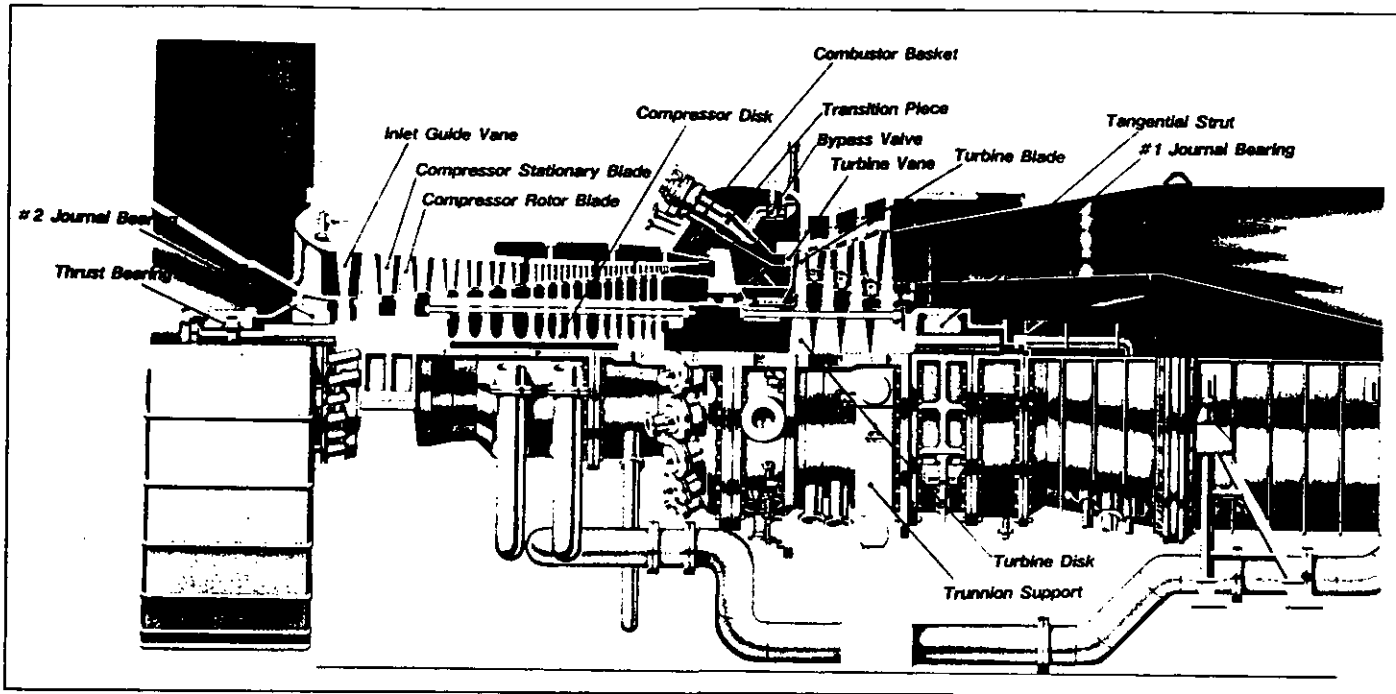 Combustor Basket
Transition Piece
Compressor Disk
Bypass Valve
Tangential Strut
Inlet Guide Vane
Turbine Vane
Turbine Blade
#1 Journal Bearing
Compressor Stationary Blade
#2 Journal Bearing
Compressor Rotor Blade
Thrust Bearing
Turbine Disk
Trunnion Support